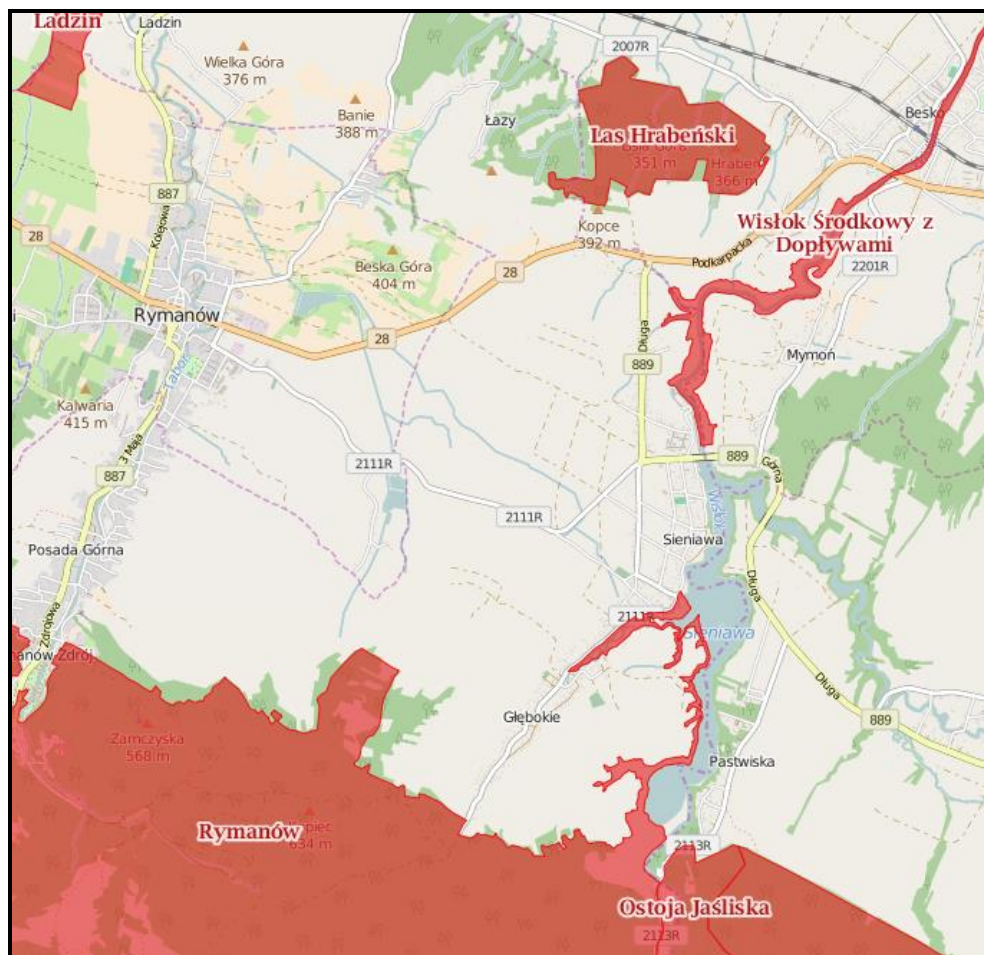 Ladzin
Ladzin
Wielka Góra
376 m
2007R
Banie
388 m
Łazy
Besko
Las Hrabeński
351 m
366 m
887
Kolejowa
Kopce
392 m
Wisłok Środkowy z
Dopływami
28
Beska Góra
404 m
28
Podkarpacka
2201R
Rymanów
28
Długa
889
Mymoń
Tabor
Kalwaria
415 m
3 Maja
887
2111R
889
Górna
2111R
Wisłok
Sieniawa
Posada Górna
Długa
2111R
Zdrojowa
Sieniawa
Długa
Głębokie
889
Zamczyska
568 m
Pastwiska
Rymanów
634 m
2113R
Ostoja Jaśliska
2113R